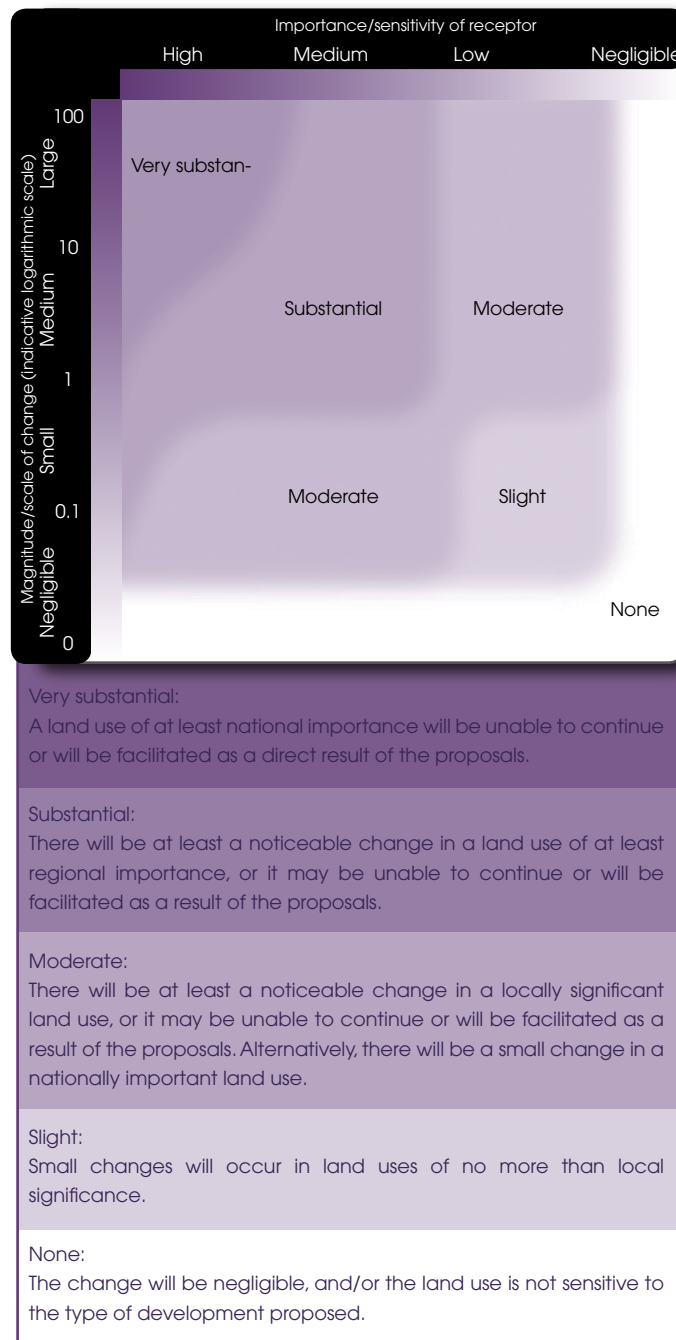 Importance/sensitivity of receptor
High Medium Low Negligible
Magnitude/scale of change (indicative logarithmic scale)
Large
Medium
Small
Negligible
100
10
1
0.1
0
Very substan-
Substantial
Moderate
Moderate
Slight
None
Very substantial:
A land use of at least national importance will be unable to continue
or will be facilitated as a direct result of the proposals.
Substantial:
There will be at least a noticeable change in a land use of at least
regional importance, or it may be unable to continue or will be
facilitated as a result of the proposals.
Moderate:
There will be at least a noticeable change in a locally significant
land use, or it may be unable to continue or will be facilitated as a
result of the proposals. Alternatively, there will be a small change in a
nationally important land use.
Slight:
Small changes will occur in land uses of no more than local
significance.
None:
The change will be negligible, and/or the land use is not sensitive to
the type of development proposed.